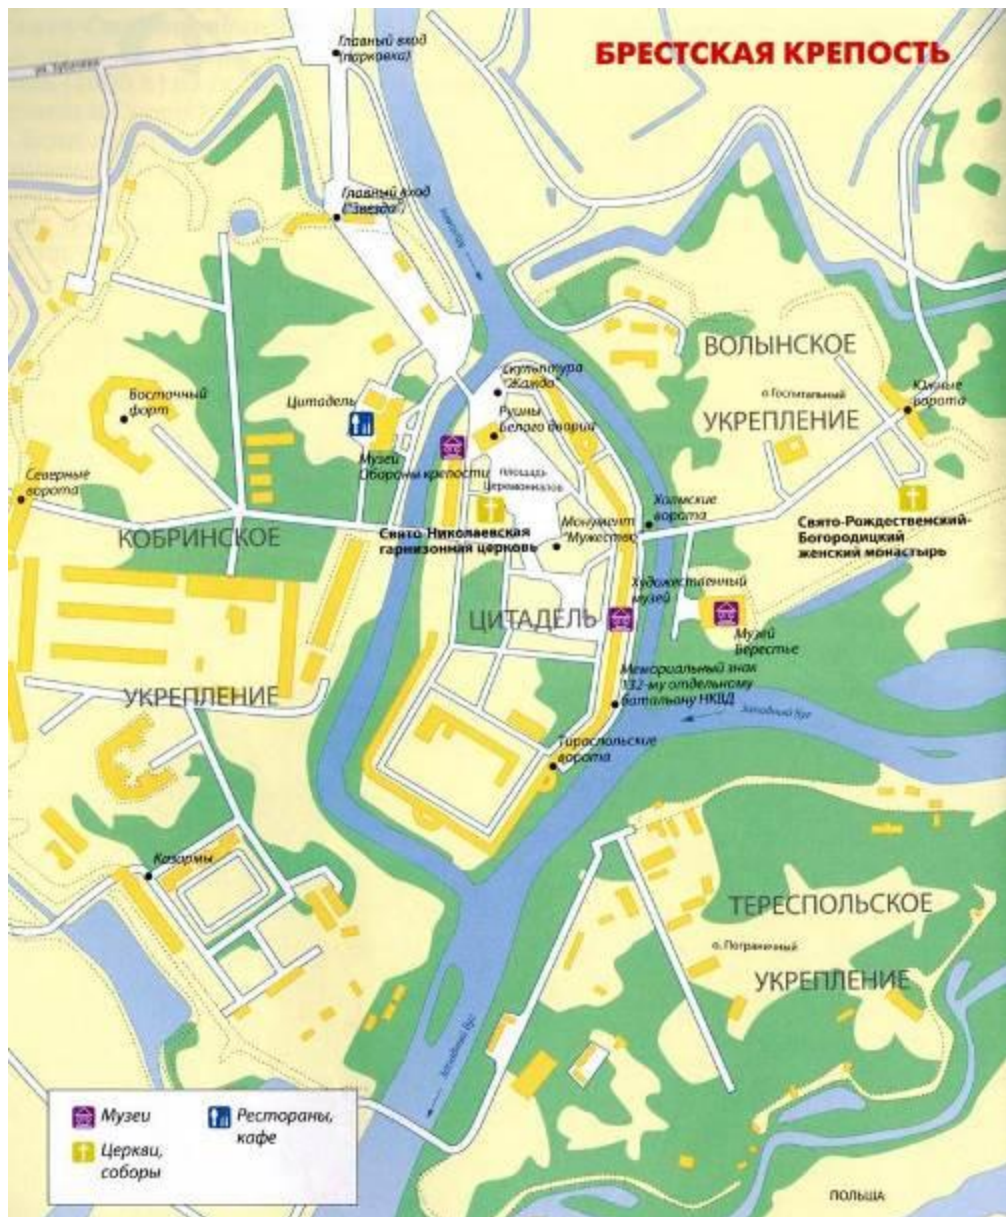 БРЕСТСКАЯ КРЕПОСТЬ
Главный вход
(парковка)
ул. Зубачева
Главный вход
("Звезда")
Мухавец
ВОЛЫНСКОЕ
о. Госпитальный
УКРЕПЛЕНИЕ
Южные
ворота
Скульптура
"Жажда"
Руины
Белого дворца
Восточный
форт
Цитадель
Музей
Обороны крепости
площадь
Церемониалов
Северные
ворота
Холмские
ворота
КОБРИНСКОЕ
Свято-Николаевская
гарнизонная церковь
Монумент
"Мужество
Свято-Рождественский-
Богородицкий
женский монастырь
Художественный
музей
ЦИТАДЕЛЬ
Музей
Берестье
УКРЕПЛЕНИЕ
Мемориальный знак
132-му отдельному
батальону НКВД
Западный Буг
Тираспольские
ворота
Казармы
ТЕРЕСПОЛЬСКОЕ
о. Пограничный
УКРЕПЛЕНИЕ
Западный Буг
Музеи
Церкви,
соборы
Рестораны,
кафе
ПОЛЬША